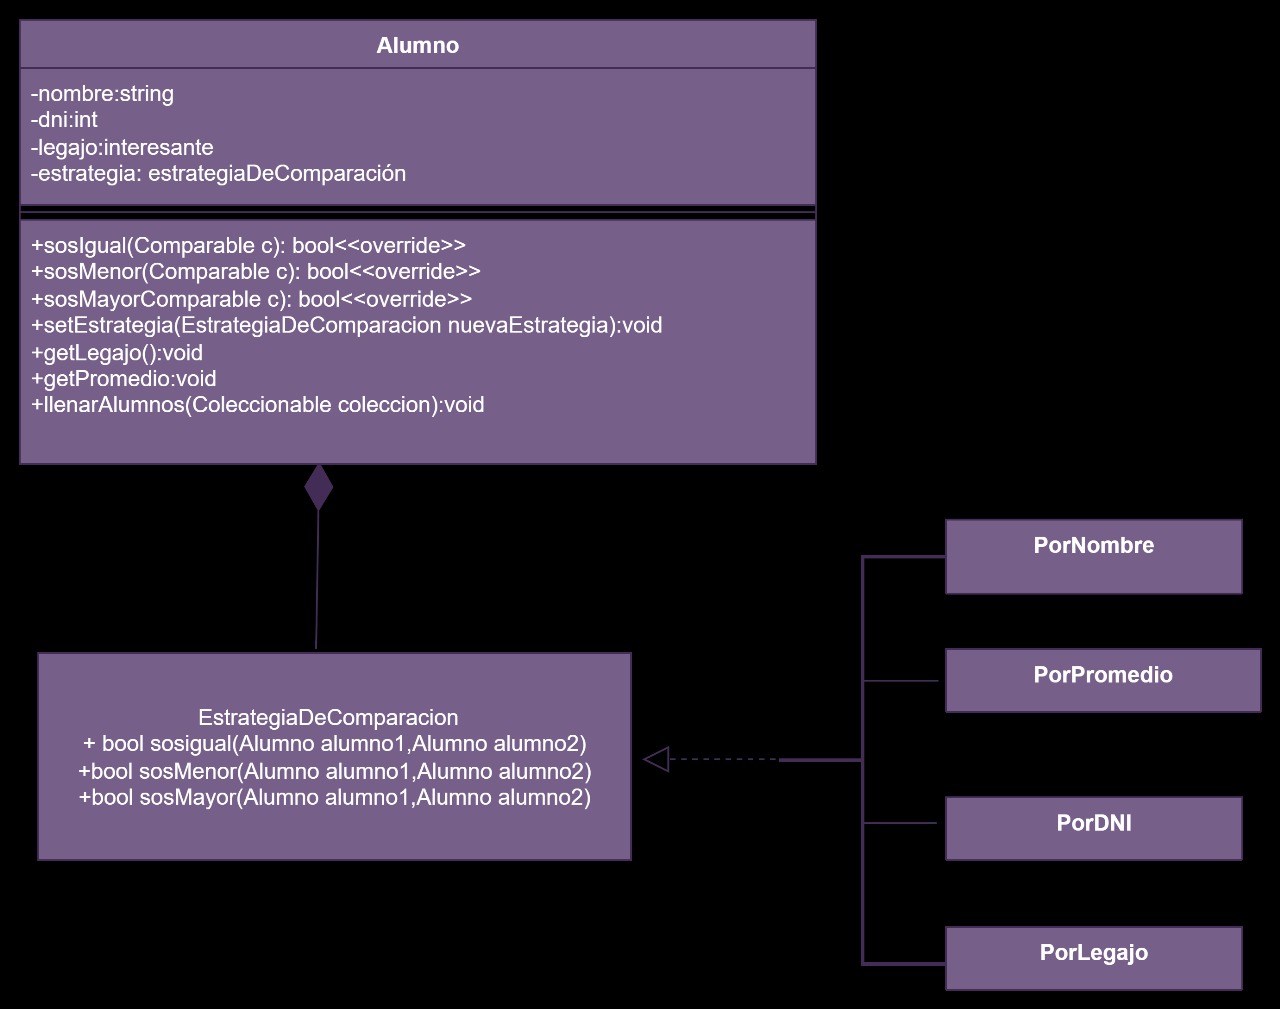 Alumno
-nombre:string
-dni:int
-legajo:interesante
-estrategia: estrategiaDeComparación
+sosIgual(Comparable c): bool<<override>>
+sosMenor(Comparable c): bool<<override>>
+sosMayorComparable c): bool<<override>>
+setEstrategia(EstrategiaDeComparacion nuevaEstrategia):void
+getLegajo():void
+getPromedio:void
+llenarAlumnos(Coleccionable coleccion):void
EstrategiaDeComparacion
+ bool sosigual(Alumno alumno1,Alumno alumno2)
+bool sosMenor(Alumno alumno1,Alumno alumno2)
+bool sosMayor(Alumno alumno1,Alumno alumno2)
PorNombre
PorPromedio
PorDNI
PorLegajo